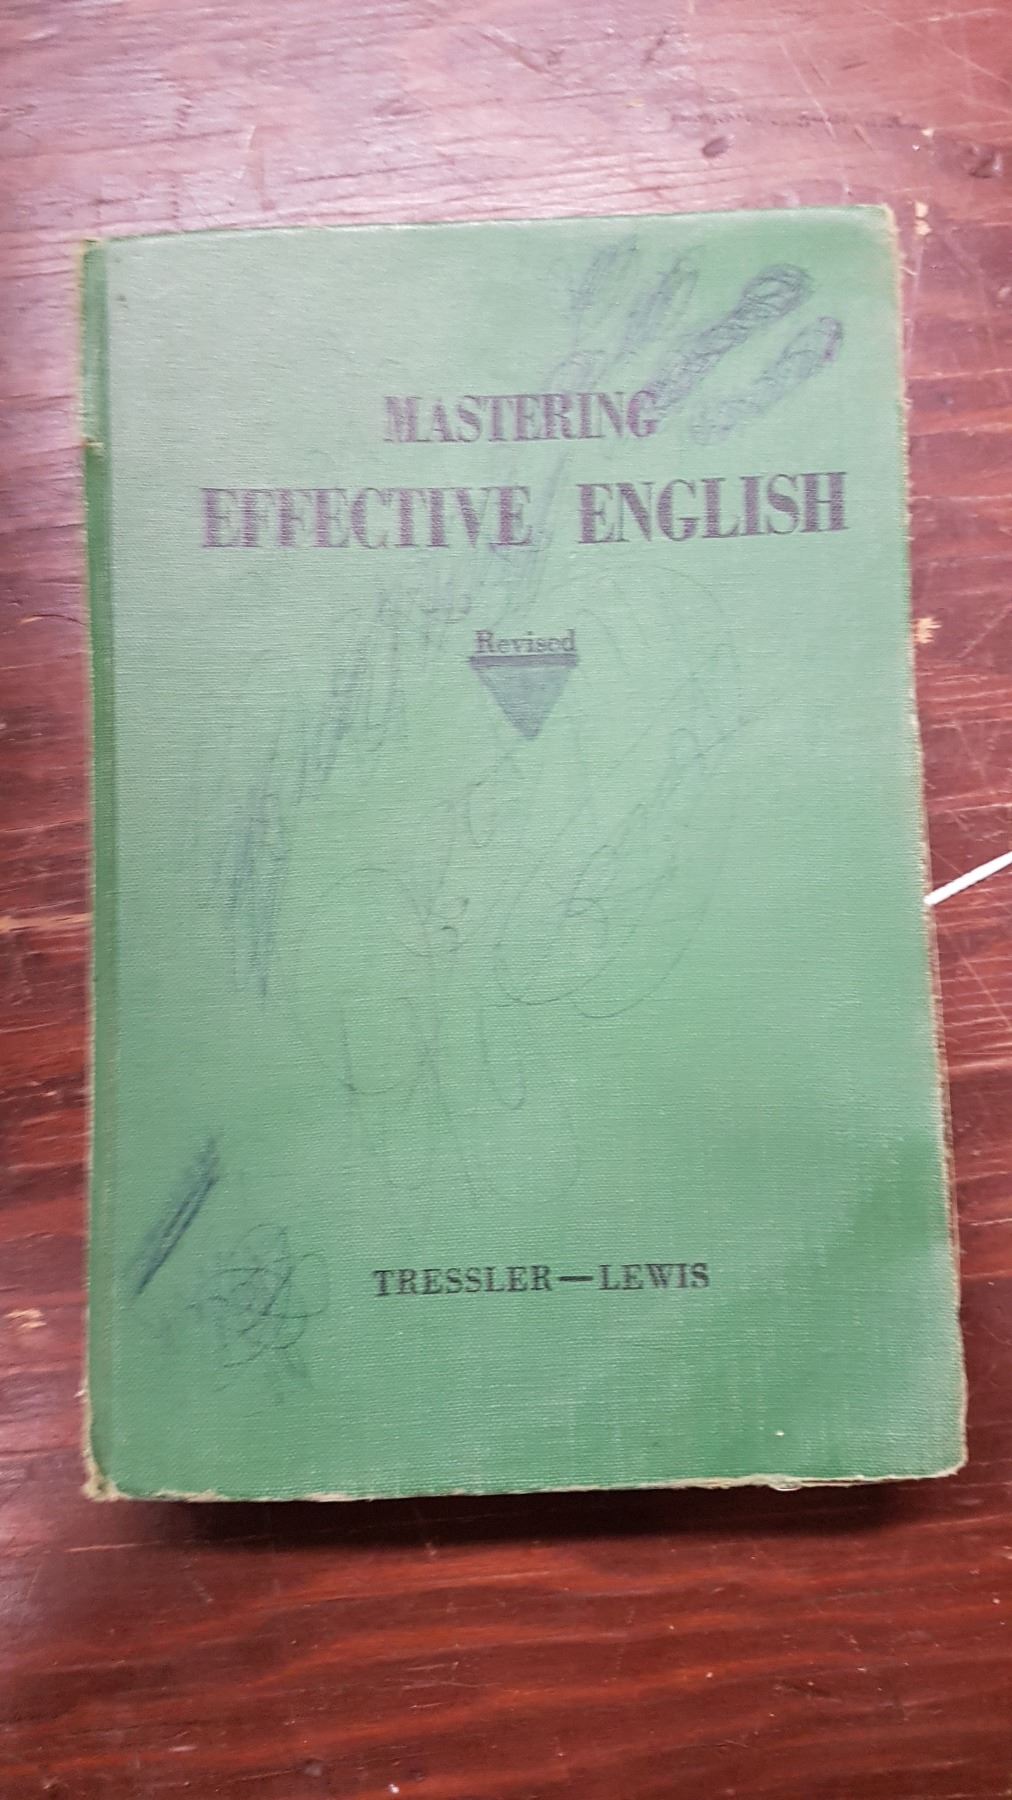 MASTERING
EFFECTIVE ENGLISH
Revised
TRESSLER—LEWIS